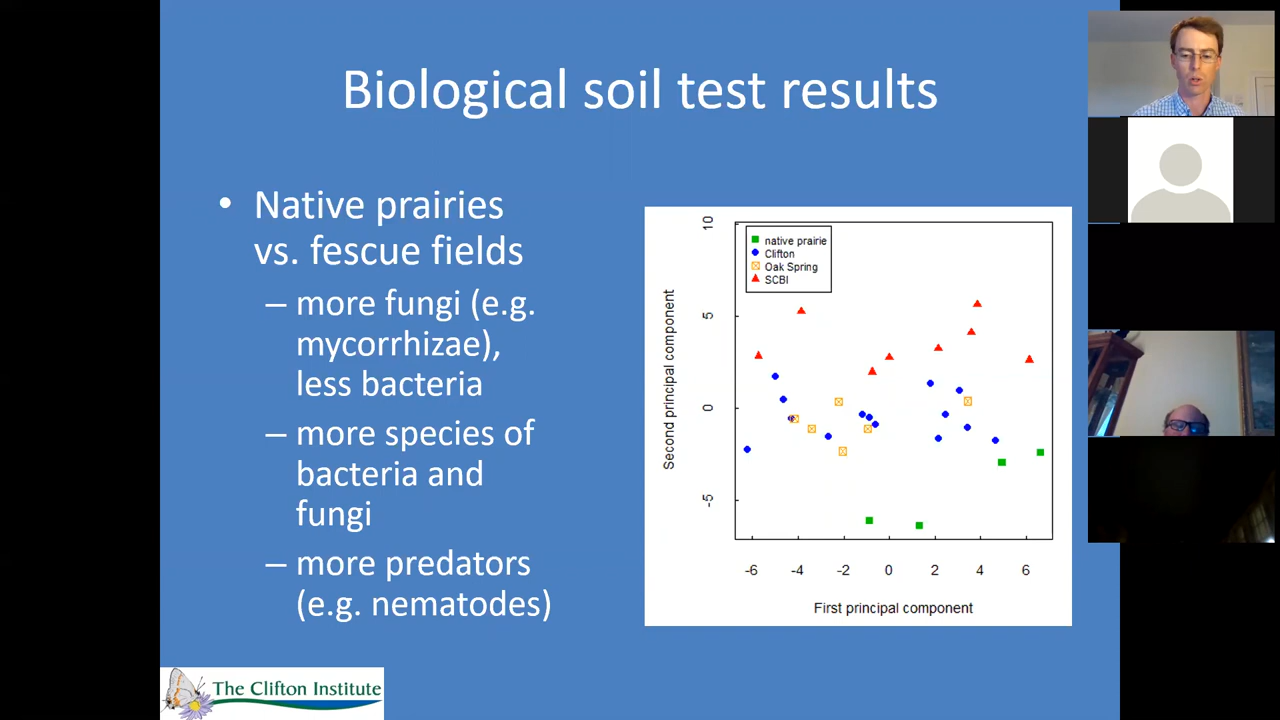 Biological soil test results
• Native prairies
vs. fescue fields
– more fungi (e.g.
mycorrhizae),
less bacteria
– more species of
bacteria and
fungi
– more predators
(e.g. nematodes)
native prairie
Clifton
Oak Spring
SCBI
Second principal component
10
5
0
-5
-6 -4 -2 0 2 4 6
First principal component
The Clifton Institute